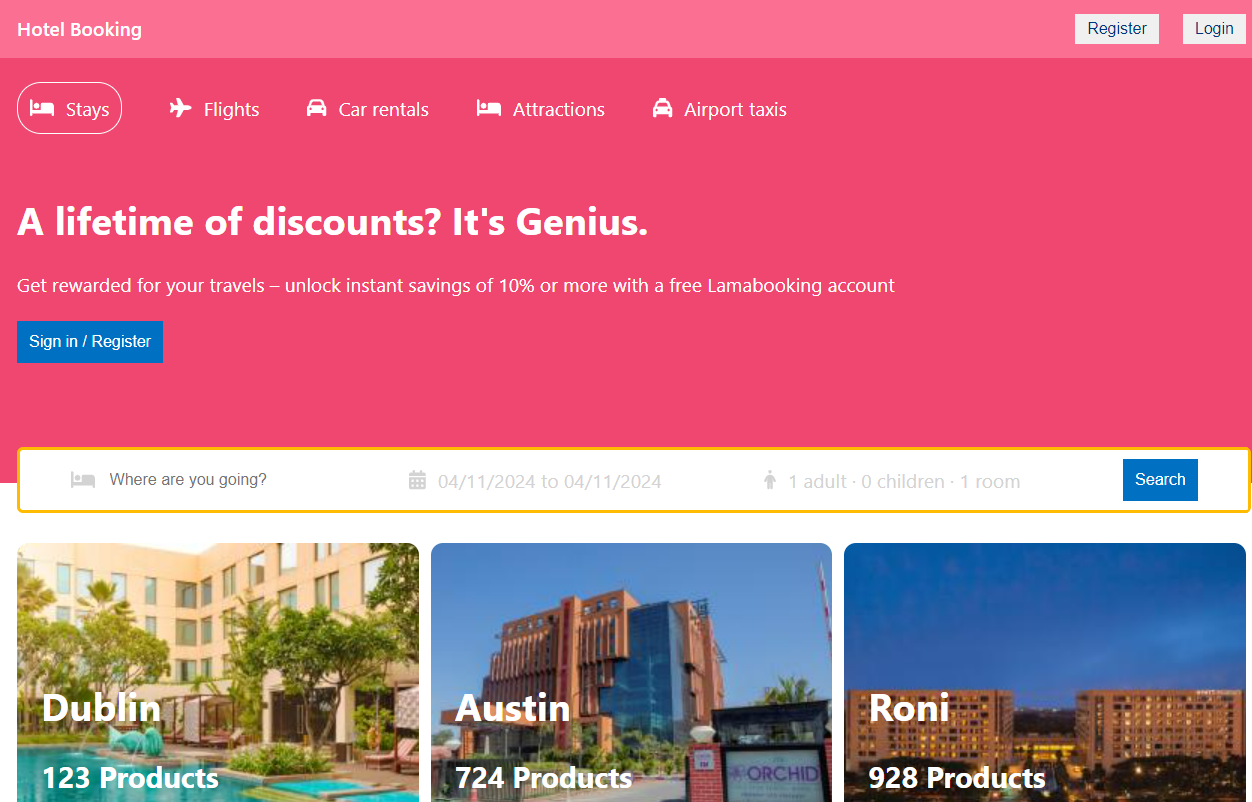 Hotel Booking
Register
Login
Stays
Flights
Car rentals
Attractions
Airport taxis
A lifetime of discounts? It's Genius.
Get rewarded for your travels – unlock instant savings of 10% or more with a free Lamabooking account
Sign in / Register
Where are you going?
04/11/2024 to 04/11/2024
1 adult · 0 children · 1 room
Search
Dublin
123 Products
Austin
724 Products
ORCHID
Roni
928 Products